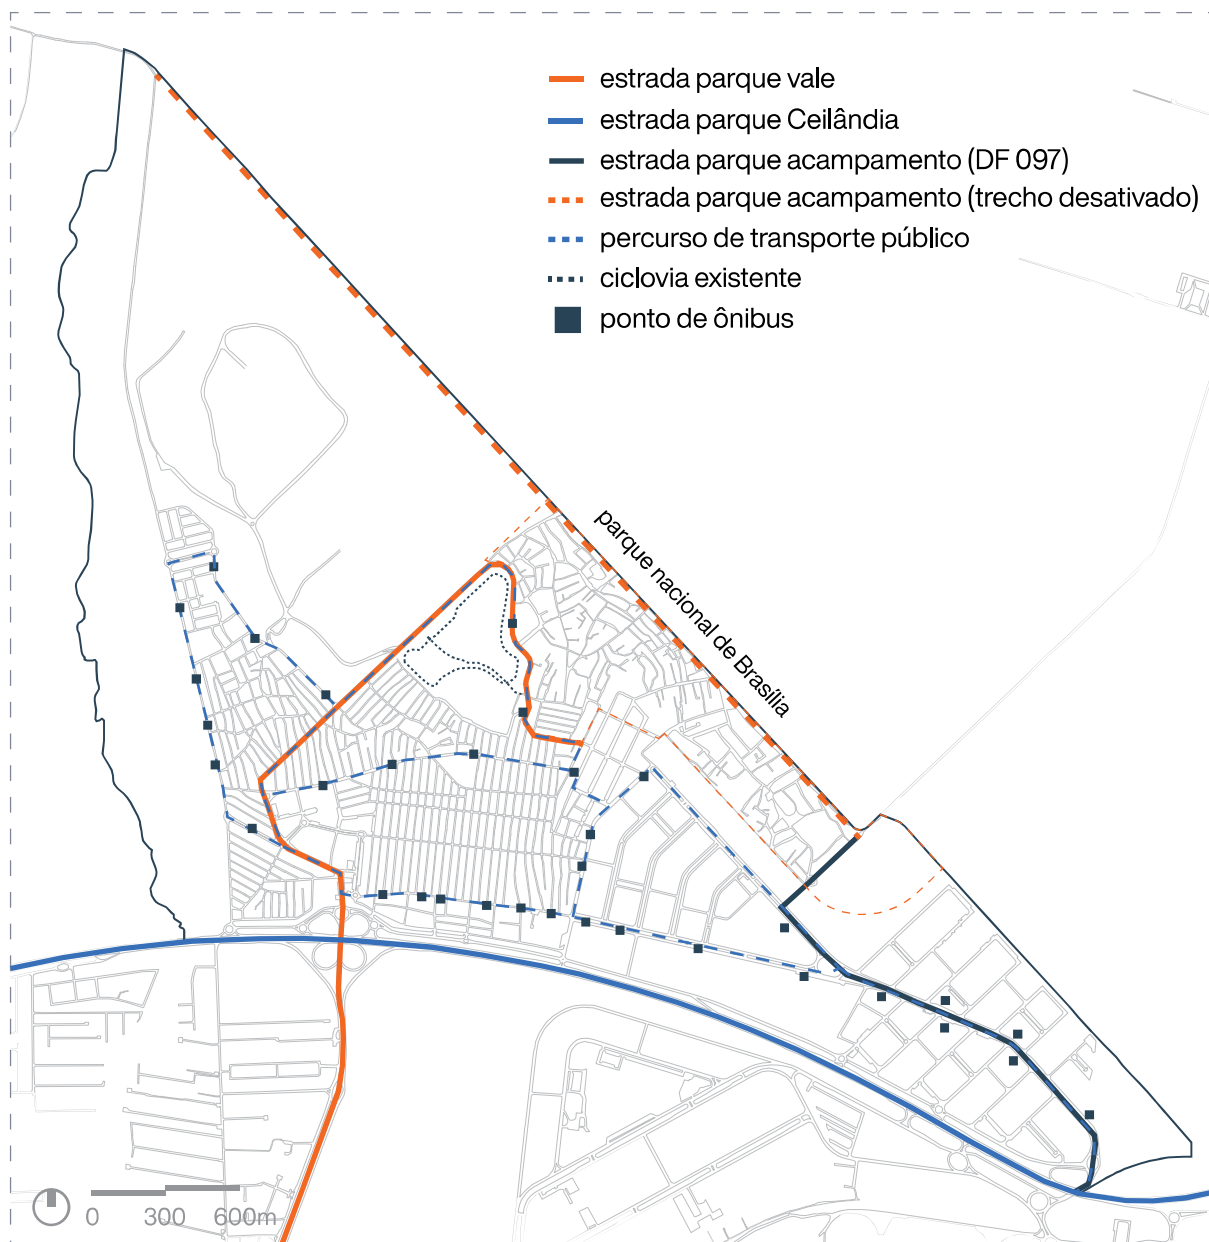 estrada parque vale
estrada parque Ceilândia
estrada parque acampamento (DF 097)
estrada parque acampamento (trecho desativado)
percurso de transporte público
ciclovia existente
ponto de ônibus
parque nacional de Brasília
0 300 600m